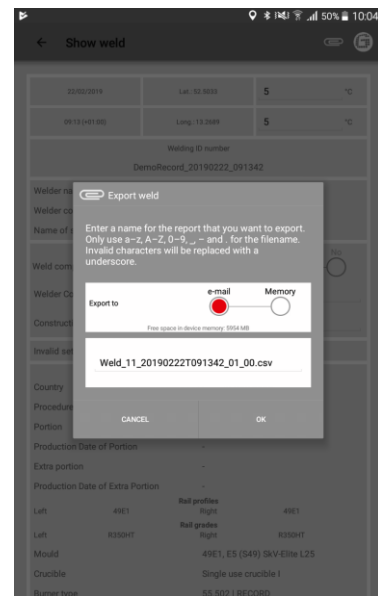 50% 10:04
Show weld
22/02/2019 Lat.: 53.5033 5 °C
09:13 (+01:00) Long.: 13.2689 5 °C
Welding ID number
DemoRecord_20190222_091342
Welder na
Welder co
Name of
No
Weld com
Welder Co
Constructi
Invalid set
Export weld
Enter a name for the report that you want to export.
Only use a–z, A–Z, 0–9, _, – and . for the filename.
Invalid characters will be replaced with a
underscore.
e-mail Memory
Export to
Free space in device memory: 5954 MB
Weld_11_20190222T091342_01_00.csv
CANCEL OK
Country
Procedure
Portion
Production Date of Portion -
Extra portion -
Production Date of Extra Portion -
Rail profiles
Left 49E1 Right 49E1
Rail grades
Left R350HT Right R350HT
Mould 49E1, E5 (S49) SkV-Elite L25
Crucible Single use crucible I
Burner type 55.502 | RECORD